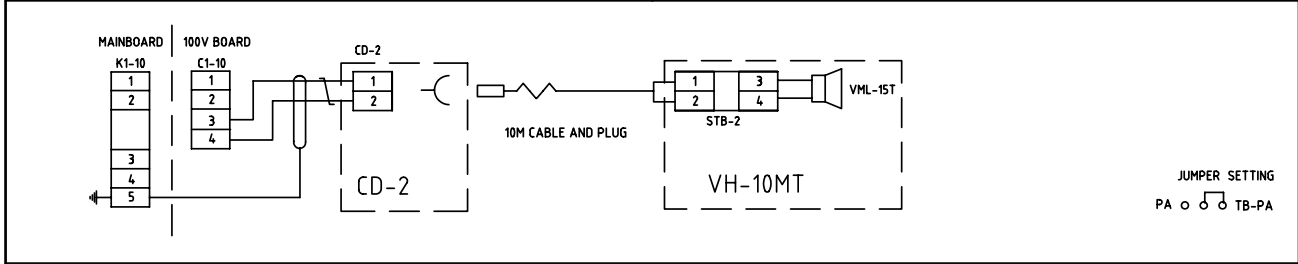 MAINBOARD
100V BOARD
K1-10
1
2
3
4
5
C1-10
1
2
3
4
CD-2
1
2
CD-2
10M CABLE AND PLUG
1
2
3
4
STB-2
VML-15T
VH-10MT
JUMPER SETTING
PA TB-PA